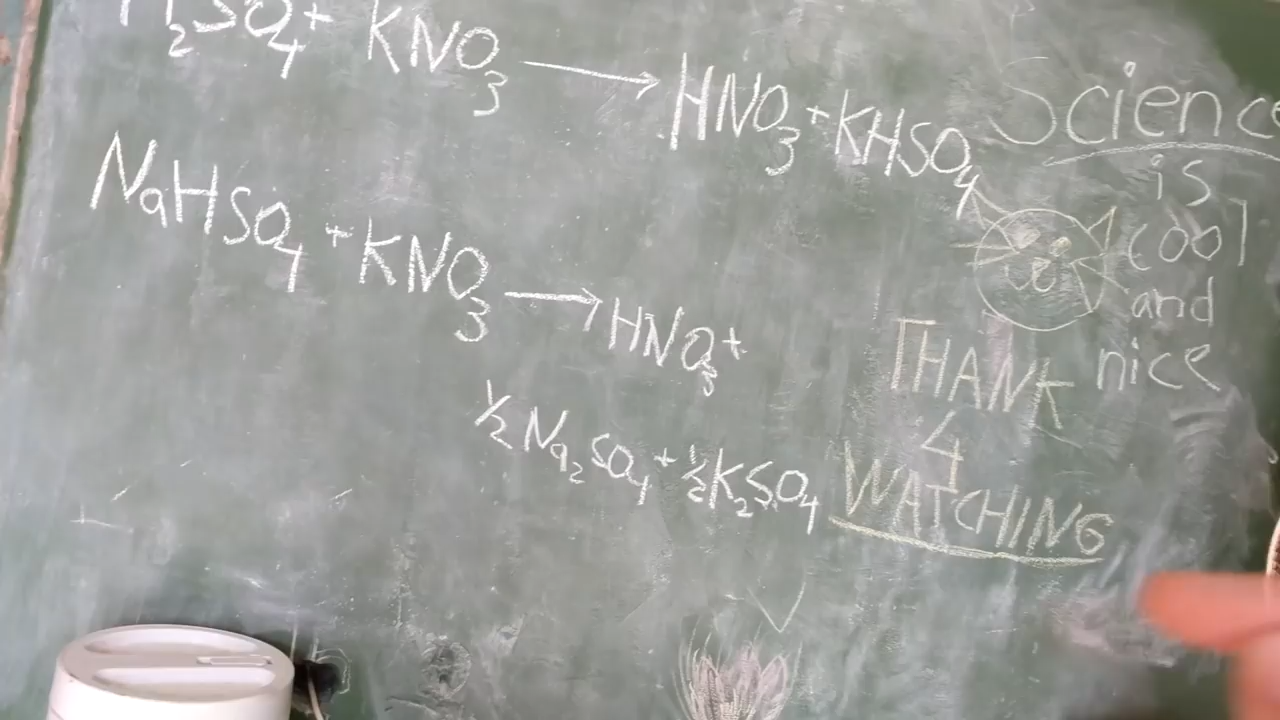 H2SO4 + KNO3 → HNO3 + KHSO4
NaHSO4 + KNO3 → HNO3 +
1/2 Na2SO4 + 1/2 K2SO4
Science
is
cool
and
nice
THANK
4
WATCHING